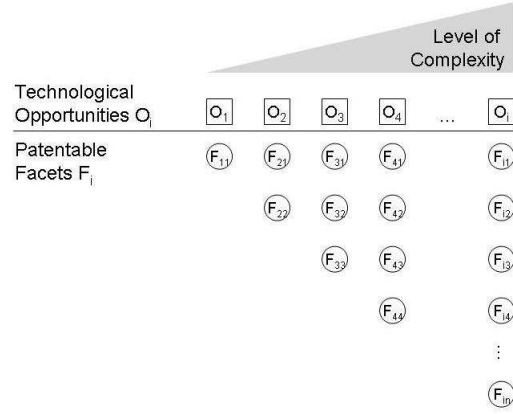 Level of
Complexity
Technological
Opportunities Oi
O1 O2 O3 O4 ... Oi
Patentable
Facets Fi
F11 F21 F31 F41 Fi1
F22 F32 F42 Fi2
F33 F43 Fi3
F44 Fi4
⋮
Fin